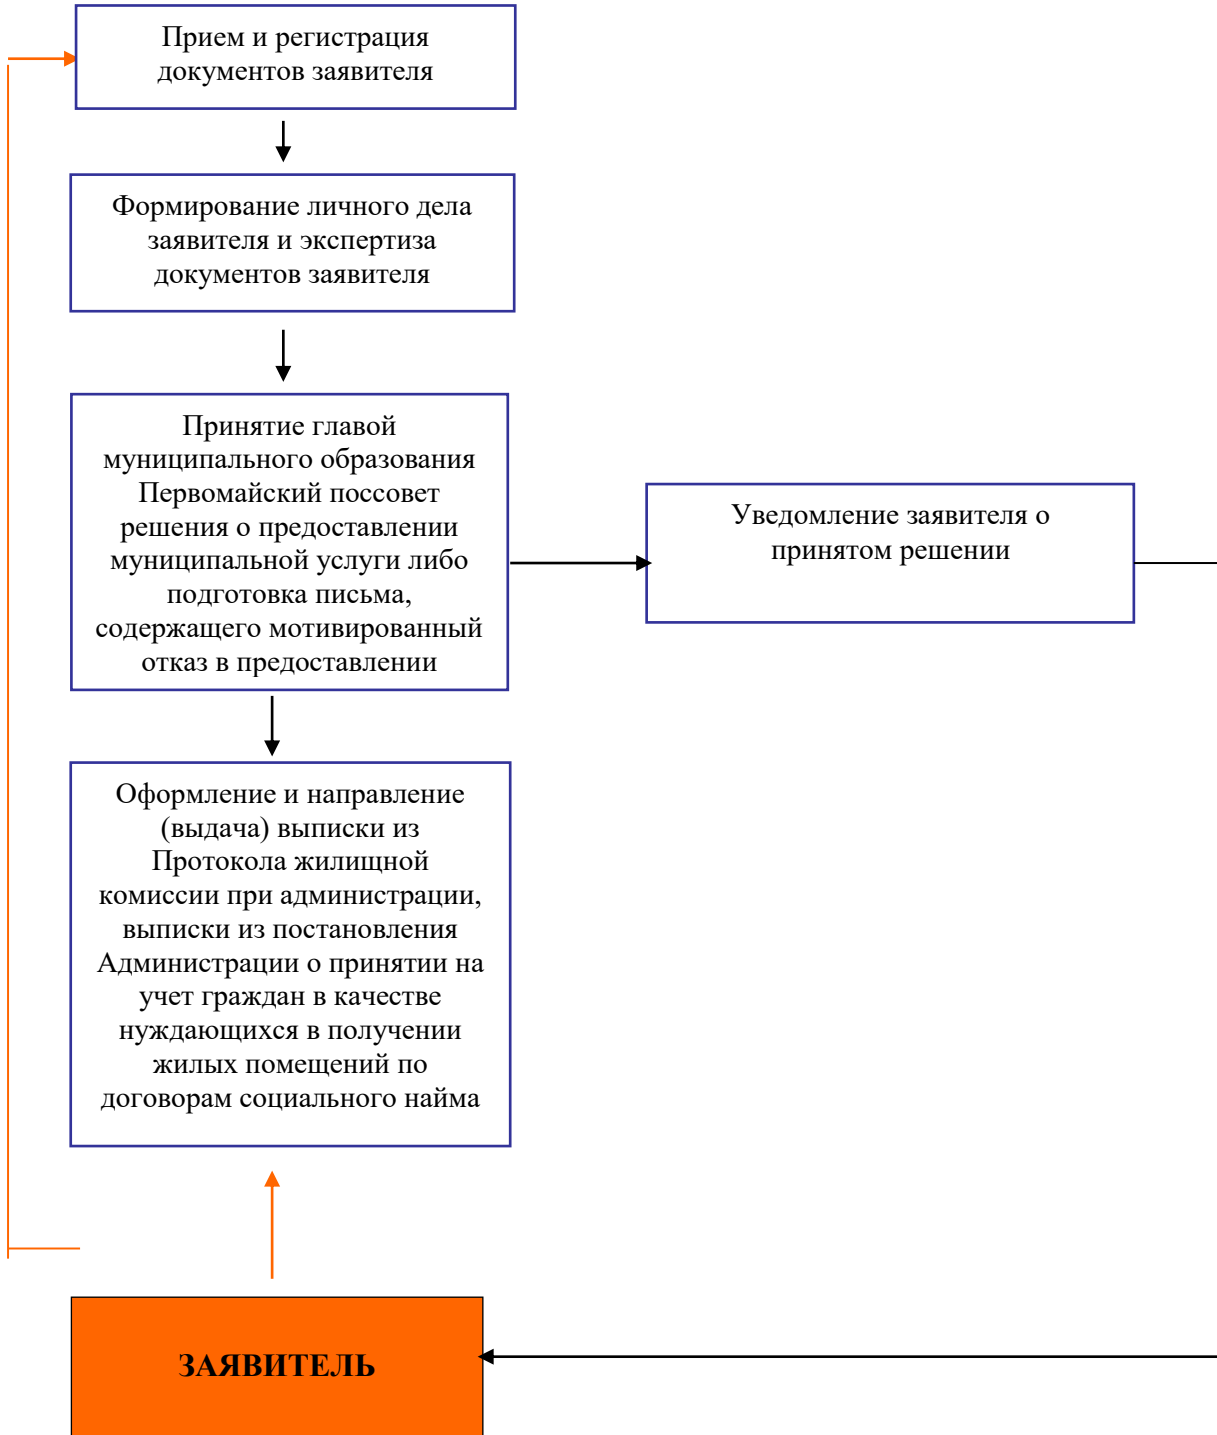 Прием и регистрация
документов заявителя
Формирование личного дела
заявителя и экспертиза
документов заявителя
Принятие главой
муниципального образования
Первомайский поссовет
решения о предоставлении
муниципальной услуги либо
подготовка письма,
содержащего мотивированный
отказ в предоставлении
Уведомление заявителя о
принятом решении
Оформление и направление
(выдача) выписки из
Протокола жилищной
комиссии при администрации,
выписки из постановления
Администрации о принятии на
учет граждан в качестве
нуждающихся в получении
жилых помещений по
договорам социального найма
ЗАЯВИТЕЛЬ